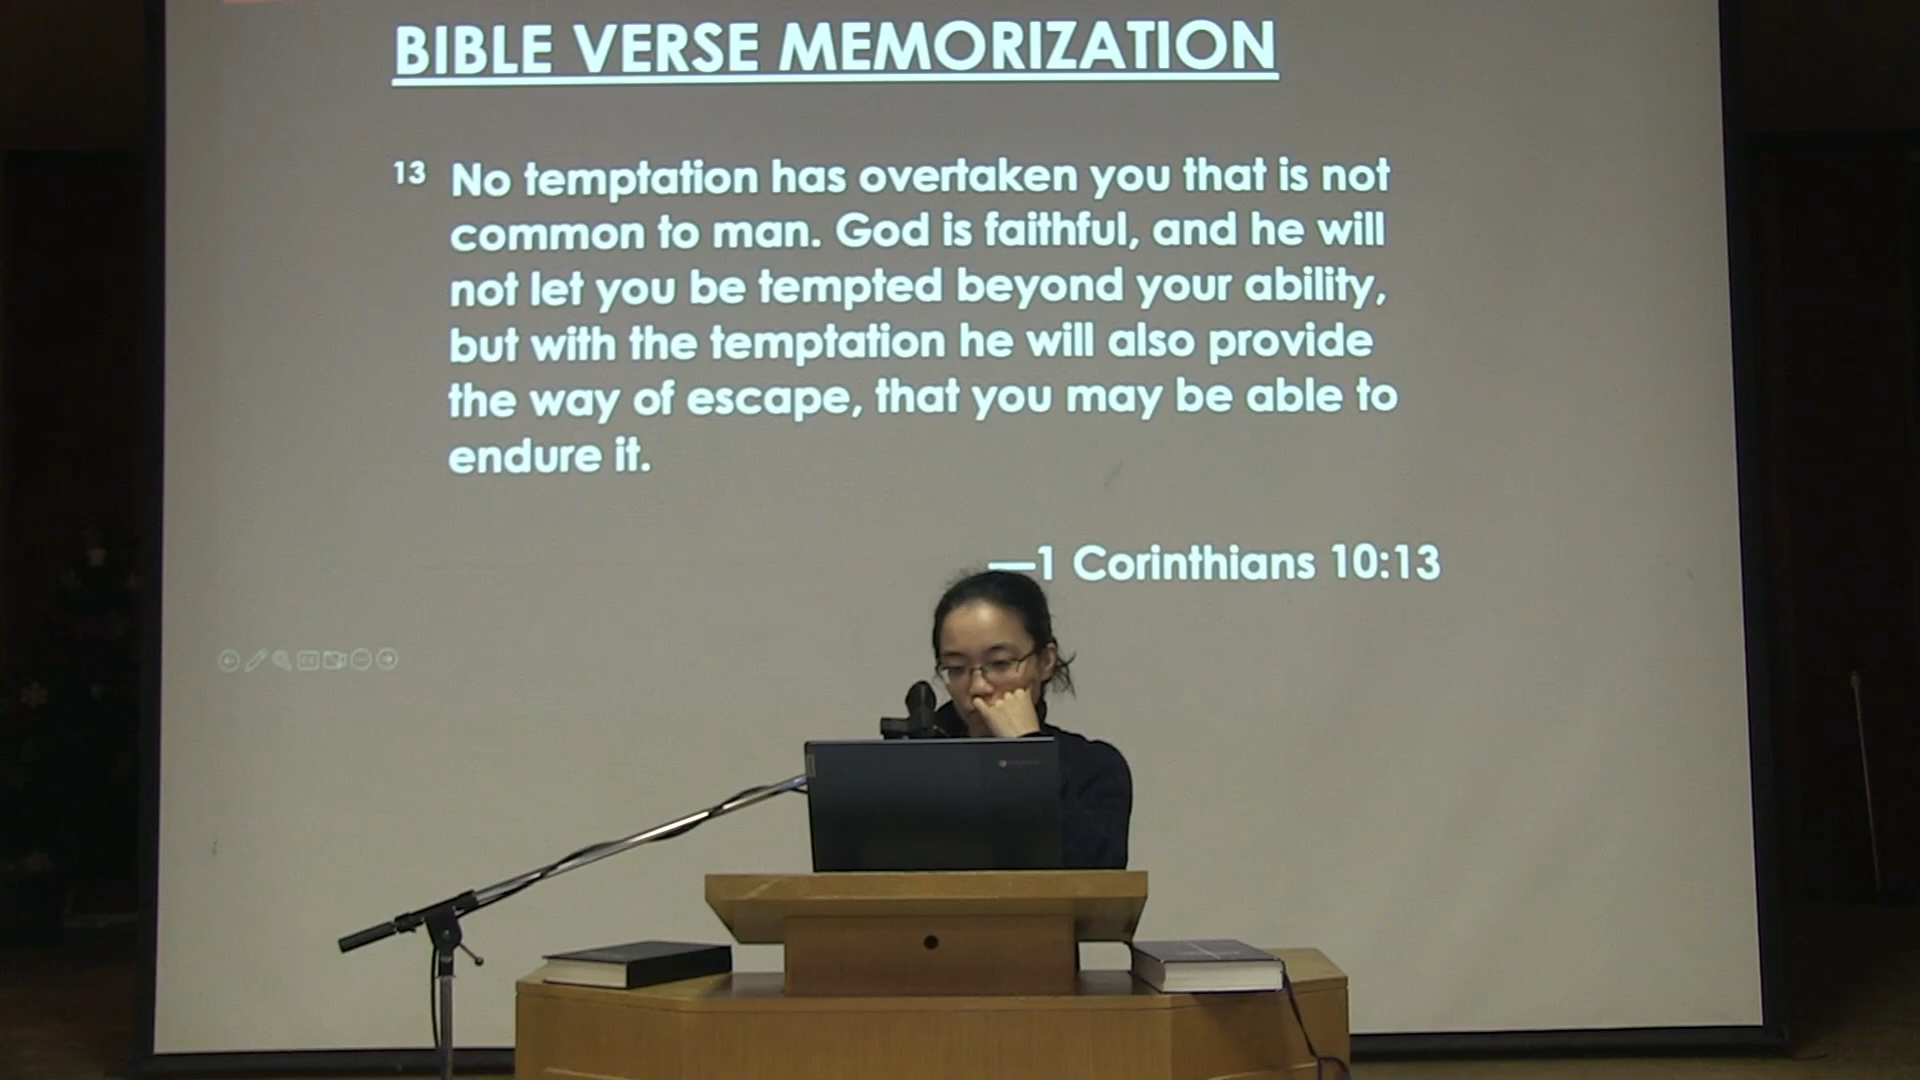 BIBLE VERSE MEMORIZATION
13 No temptation has overtaken you that is not
common to man. God is faithful, and he will
not let you be tempted beyond your ability,
but with the temptation he will also provide
the way of escape, that you may be able to
endure it.
—1 Corinthians 10:13
CC